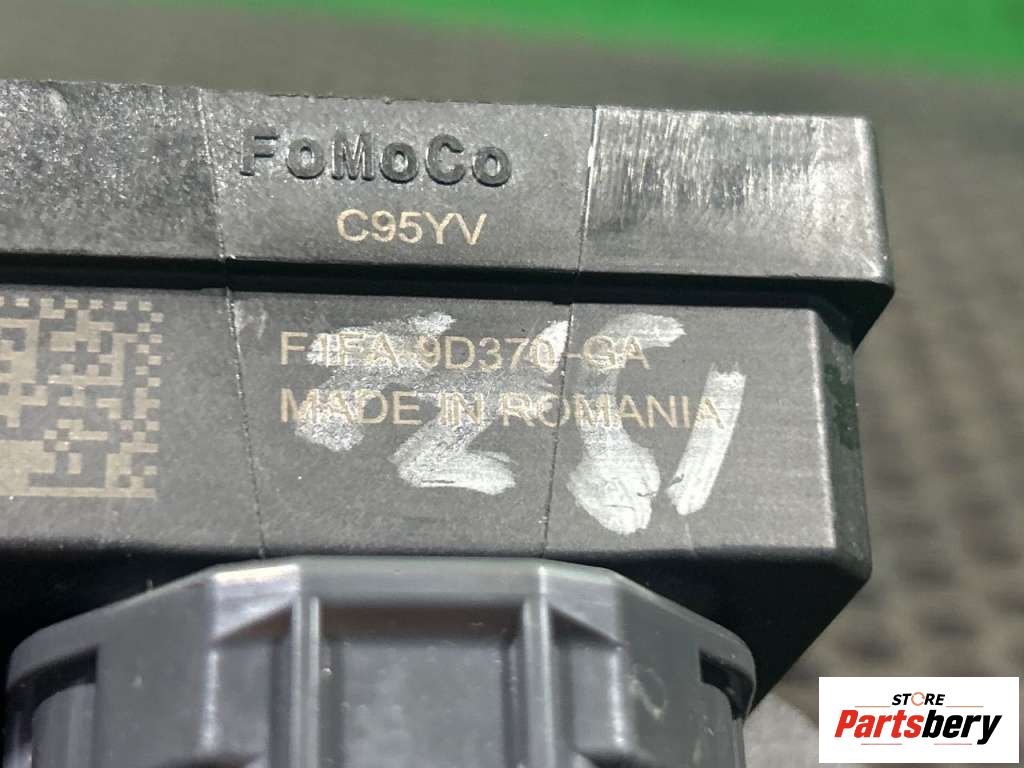 FoMoCo
C95YV
F1FA-9D370-GA
MADE IN ROMANIA
STORE
Partsbery